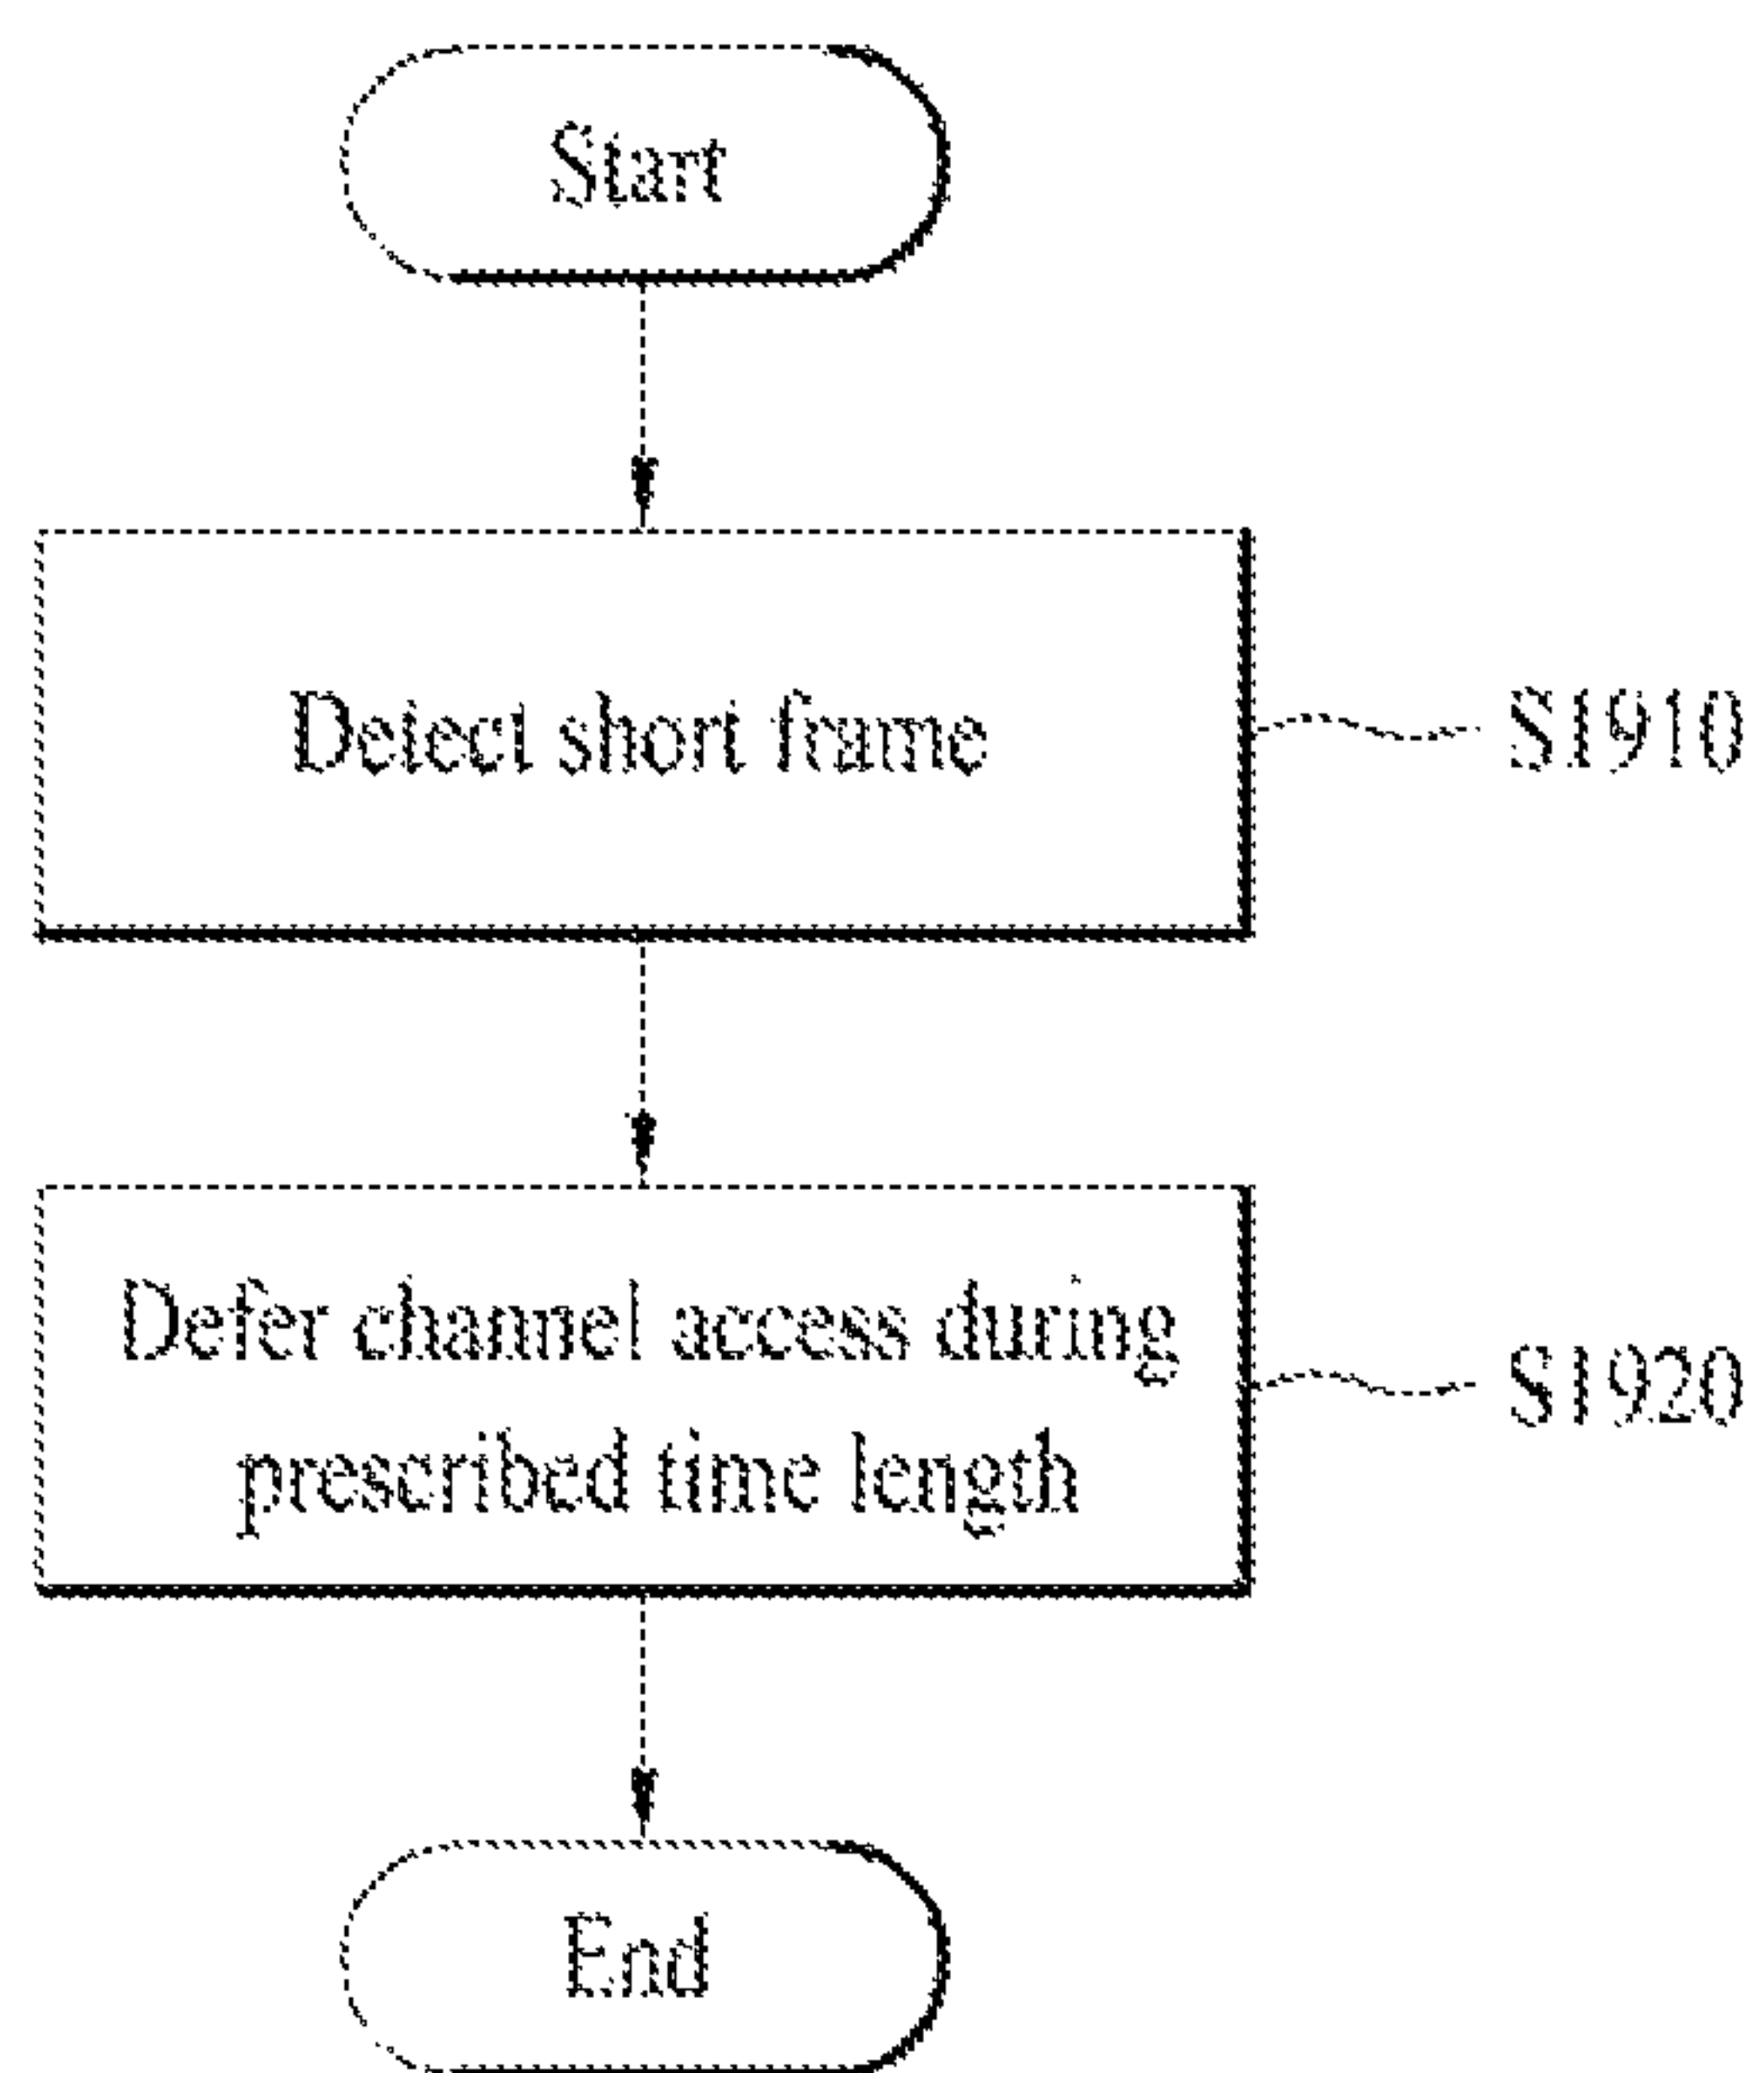 Start
Detect short frame
S1910
Defer channel access during
prescribed time length
S1920
End